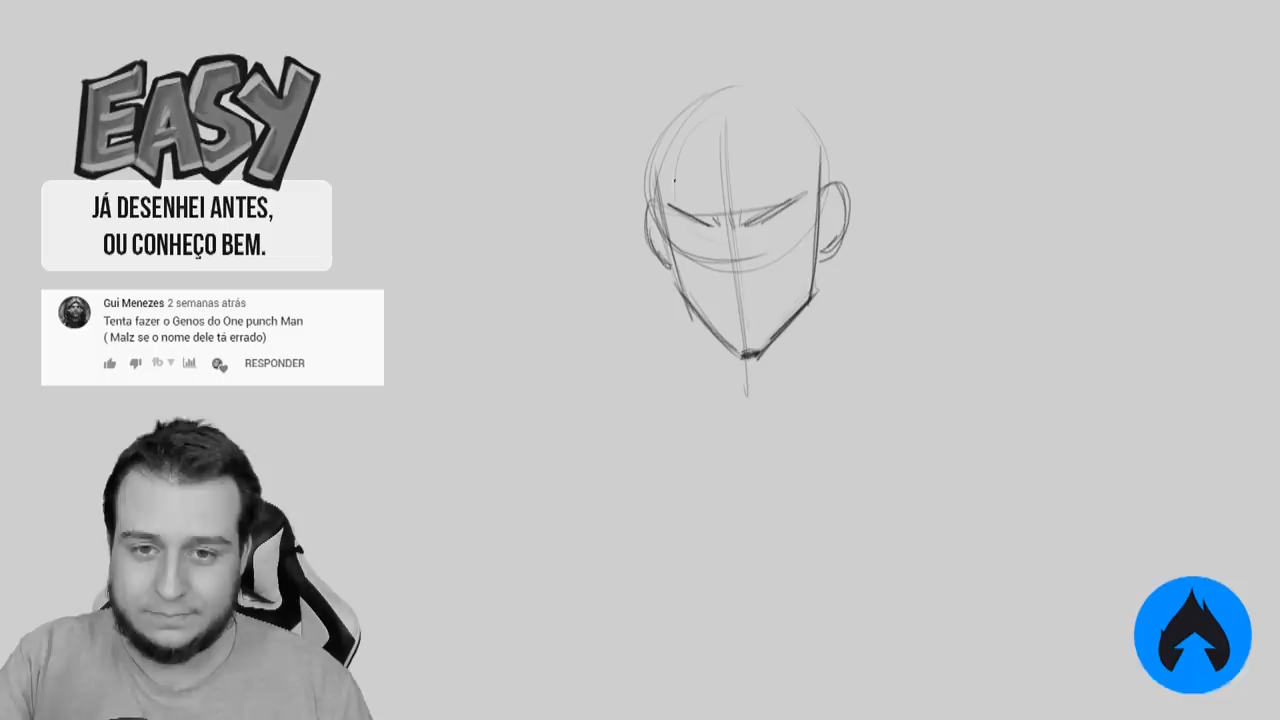 EASY
JÁ DESENHEI ANTES,
OU CONHEÇO BEM.
Gui Menezes 2 semanas atrás
Tenta fazer o Genos do One punch Man
( Malz se o nome dele tá errado)
RESPONDER